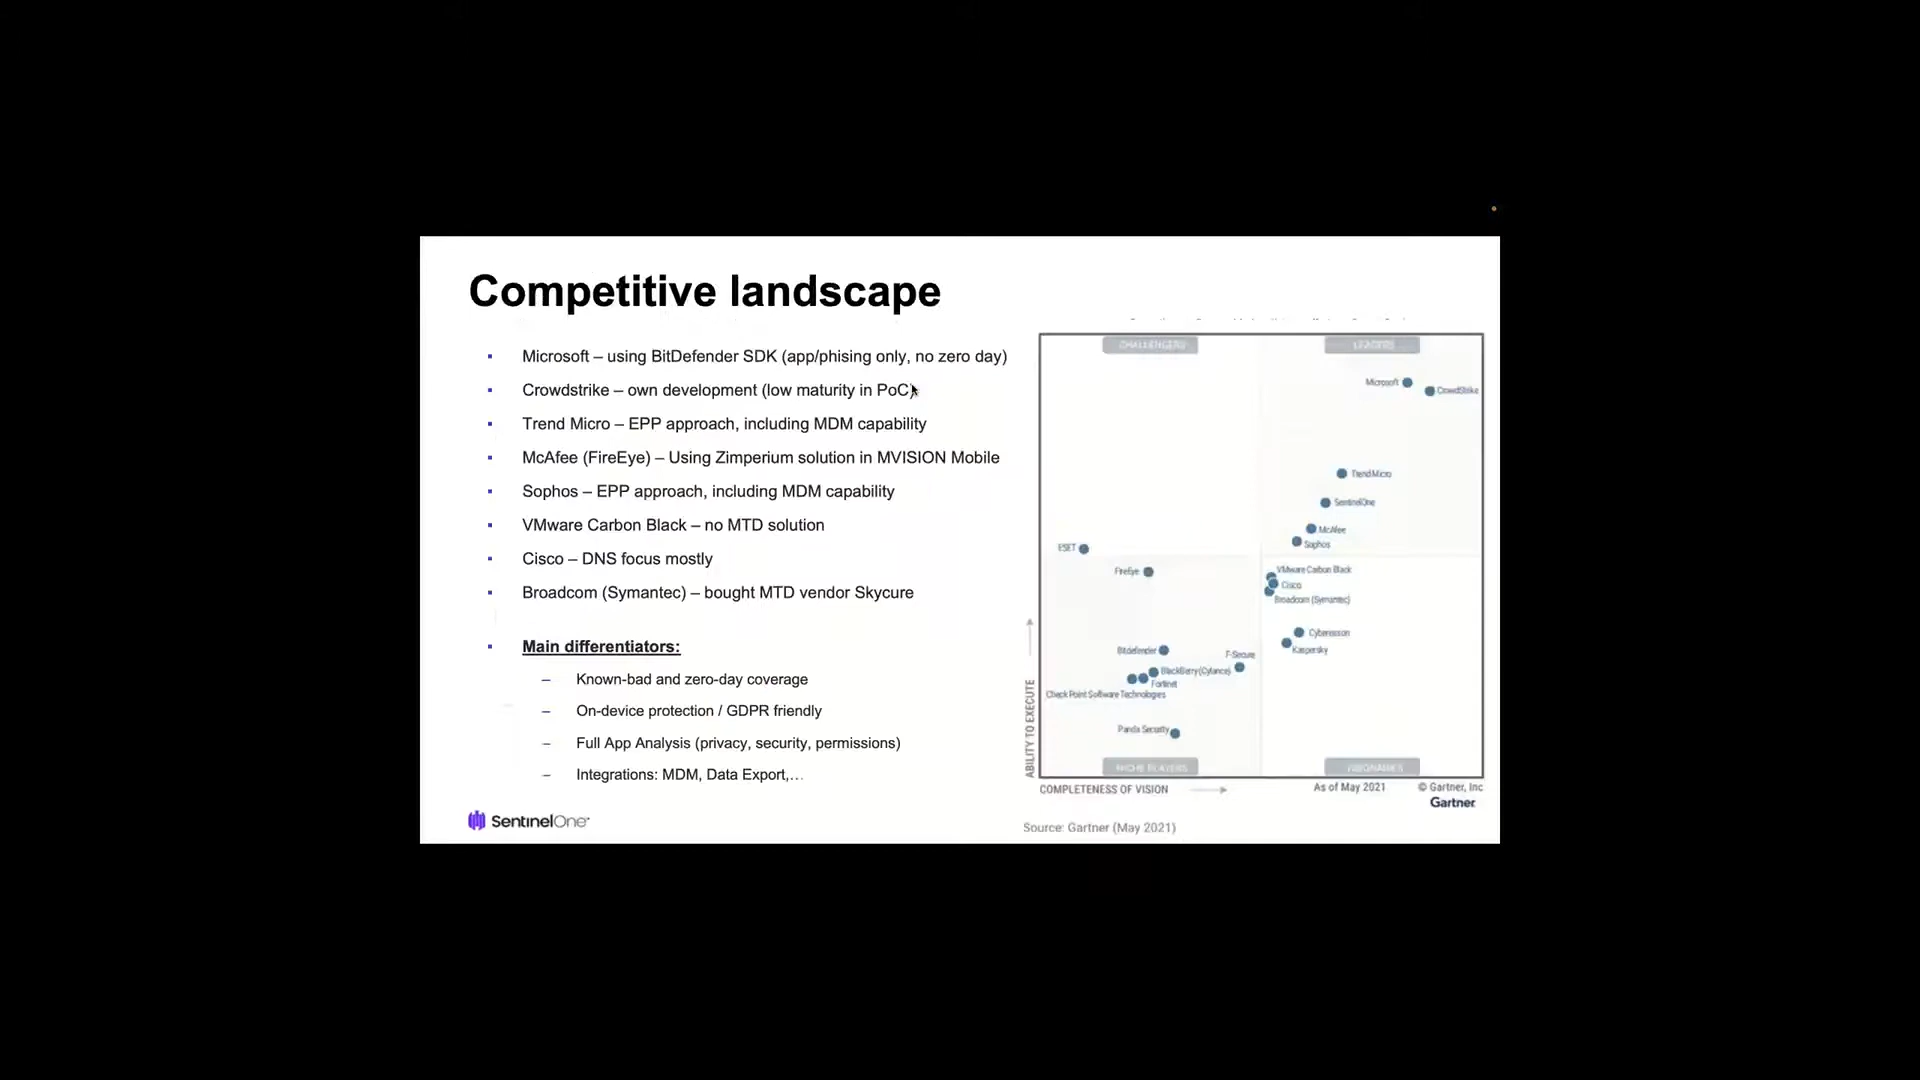 Competitive landscape
▪ Microsoft – using BitDefender SDK (app/phising only, no zero day)
▪ Crowdstrike – own development (low maturity in PoC)
▪ Trend Micro – EPP approach, including MDM capability
▪ McAfee (FireEye) – Using Zimperium solution in MVISION Mobile
▪ Sophos – EPP approach, including MDM capability
▪ VMware Carbon Black – no MTD solution
▪ Cisco – DNS focus mostly
▪ Broadcom (Symantec) – bought MTD vendor Skycure
▪ Main differentiators:
– Known-bad and zero-day coverage
– On-device protection / GDPR friendly
– Full App Analysis (privacy, security, permissions)
– Integrations: MDM, Data Export,…
SentinelOne
CHALLENGERS
LEADERS
Microsoft
CrowdStrike
Trend Micro
SentinelOne
McAfee
Sophos
ESET
FireEye
VMware Carbon Black
Cisco
Broadcom (Symantec)
Cybereason
Kaspersky
Bitdefender
F-Secure
BlackBerry (Cylance)
Fortinet
Check Point Software Technologies
Panda Security
NICHE PLAYERS
VISIONARIES
ABILITY TO EXECUTE
COMPLETENESS OF VISION
As of May 2021
© Gartner, Inc
Gartner
Source: Gartner (May 2021)